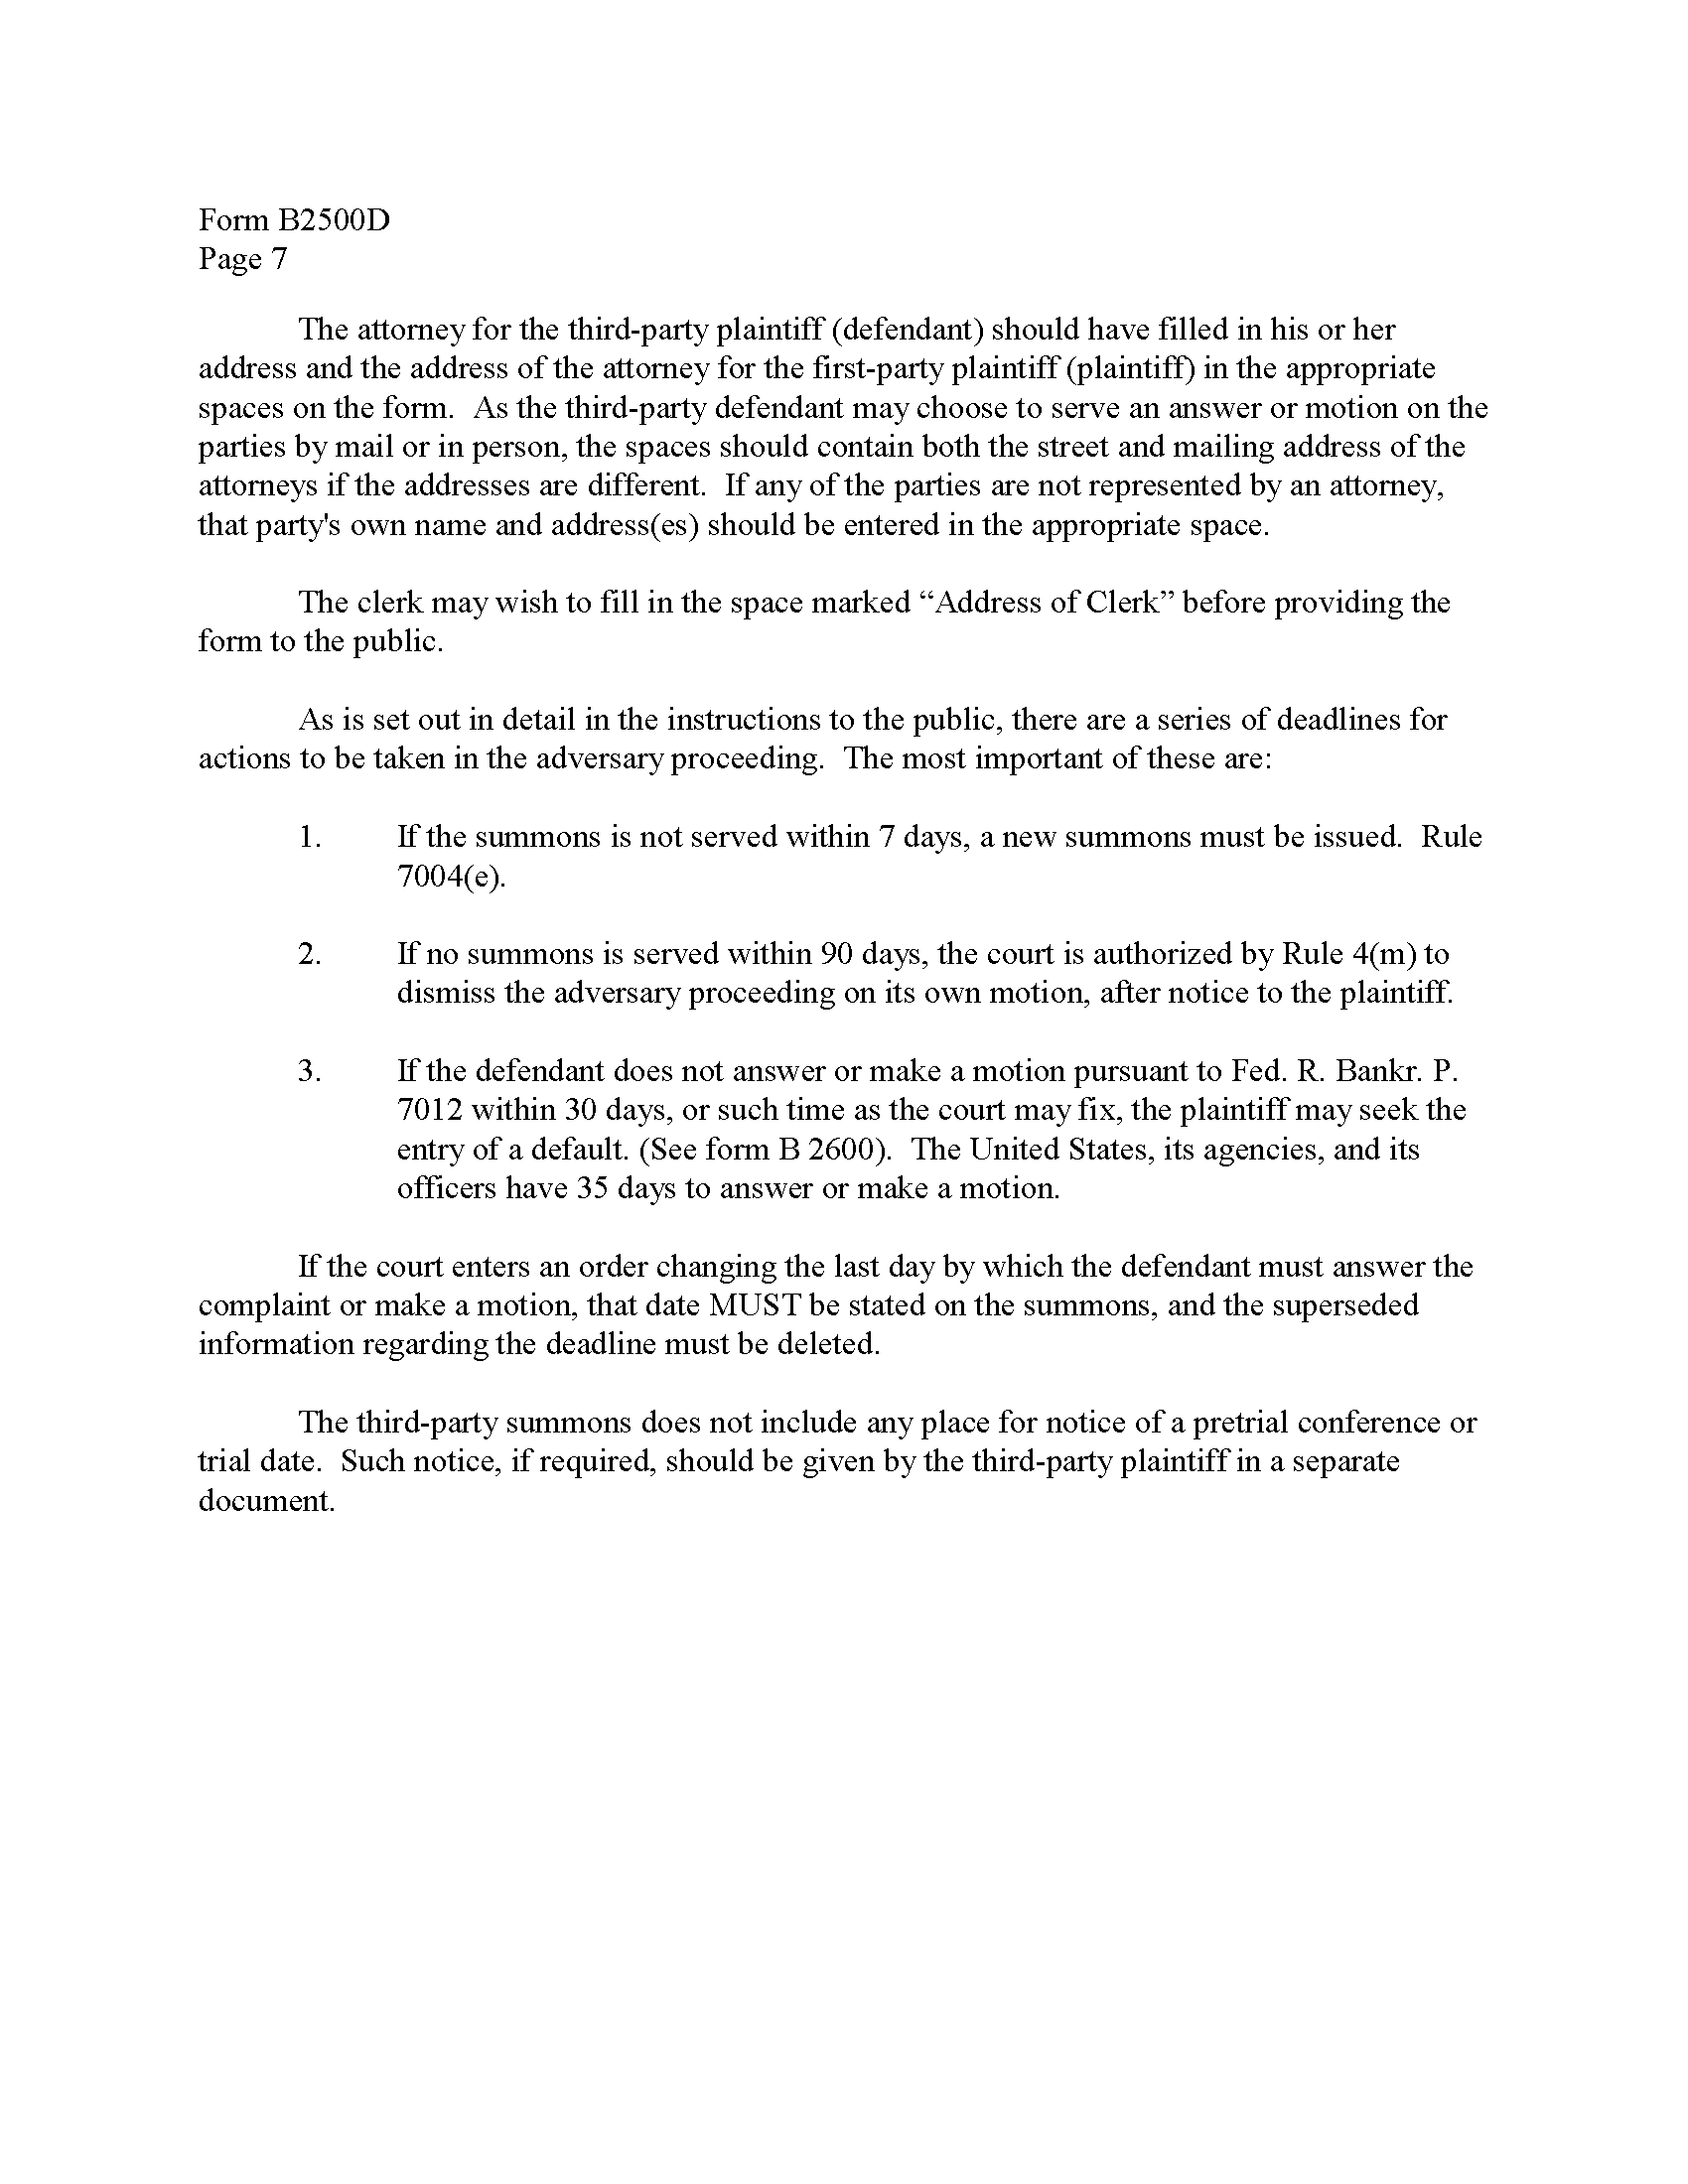 Form B2500D
Page 7
The attorney for the third-party plaintiff (defendant) should have filled in his or her
address and the address of the attorney for the first-party plaintiff (plaintiff) in the appropriate
spaces on the form.  As the third-party defendant may choose to serve an answer or motion on the
parties by mail or in person, the spaces should contain both the street and mailing address of the
attorneys if the addresses are different.  If any of the parties are not represented by an attorney,
that party's own name and address(es) should be entered in the appropriate space.
The clerk may wish to fill in the space marked “Address of Clerk” before providing the
form to the public.
As is set out in detail in the instructions to the public, there are a series of deadlines for
actions to be taken in the adversary proceeding.  The most important of these are:
1. If the summons is not served within 7 days, a new summons must be issued.  Rule
7004(e).
2. If no summons is served within 90 days, the court is authorized by Rule 4(m) to
dismiss the adversary proceeding on its own motion, after notice to the plaintiff.
3. If the defendant does not answer or make a motion pursuant to Fed. R. Bankr. P.
7012 within 30 days, or such time as the court may fix, the plaintiff may seek the
entry of a default. (See form B 2600).  The United States, its agencies, and its
officers have 35 days to answer or make a motion.
If the court enters an order changing the last day by which the defendant must answer the
complaint or make a motion, that date MUST be stated on the summons, and the superseded
information regarding the deadline must be deleted.
The third-party summons does not include any place for notice of a pretrial conference or
trial date.  Such notice, if required, should be given by the third-party plaintiff in a separate
document.